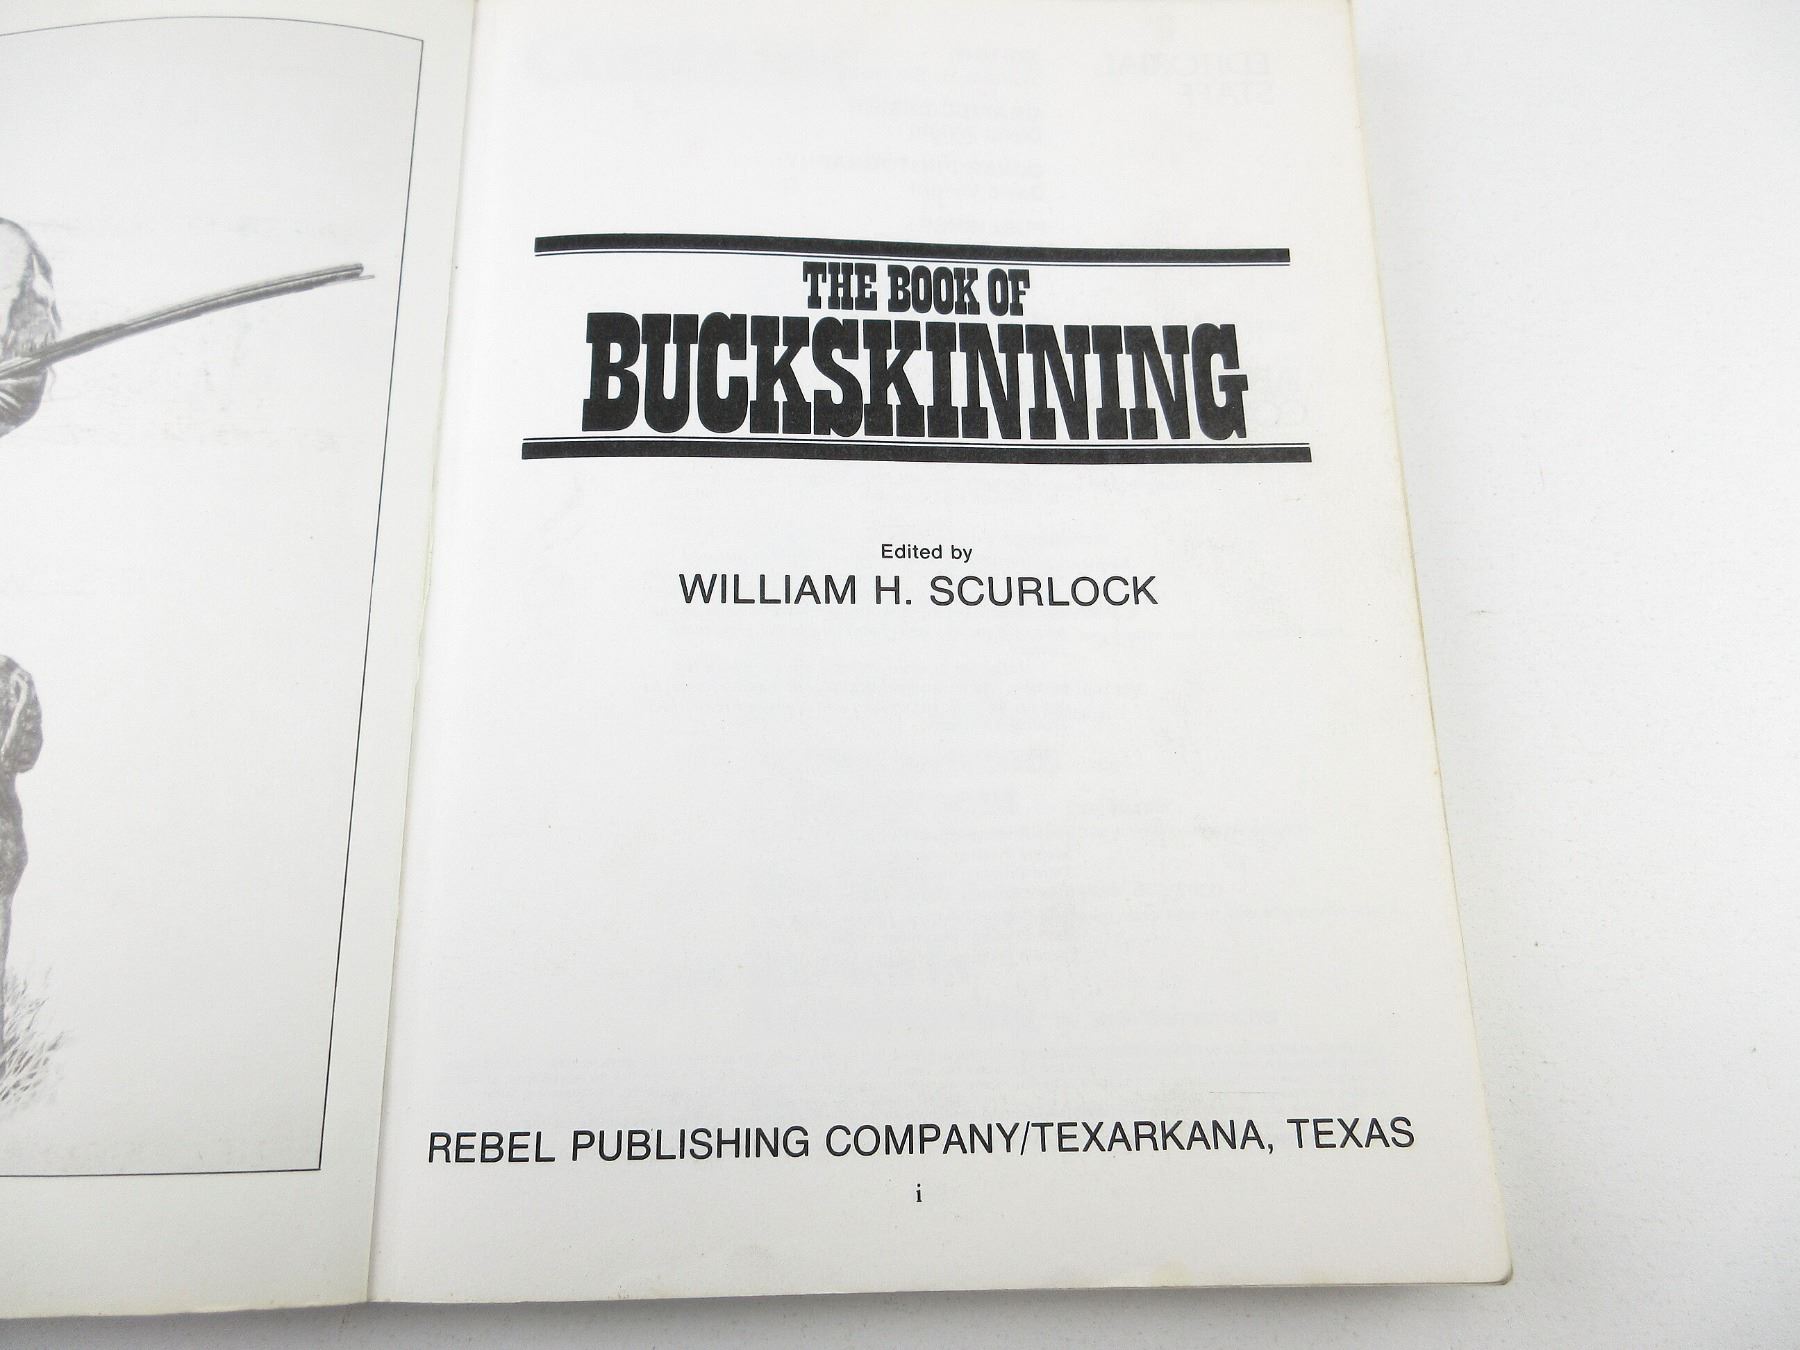 THE BOOK OF
BUCKSKINNING
Edited by
WILLIAM H. SCURLOCK
REBEL PUBLISHING COMPANY/TEXARKANA, TEXAS
i